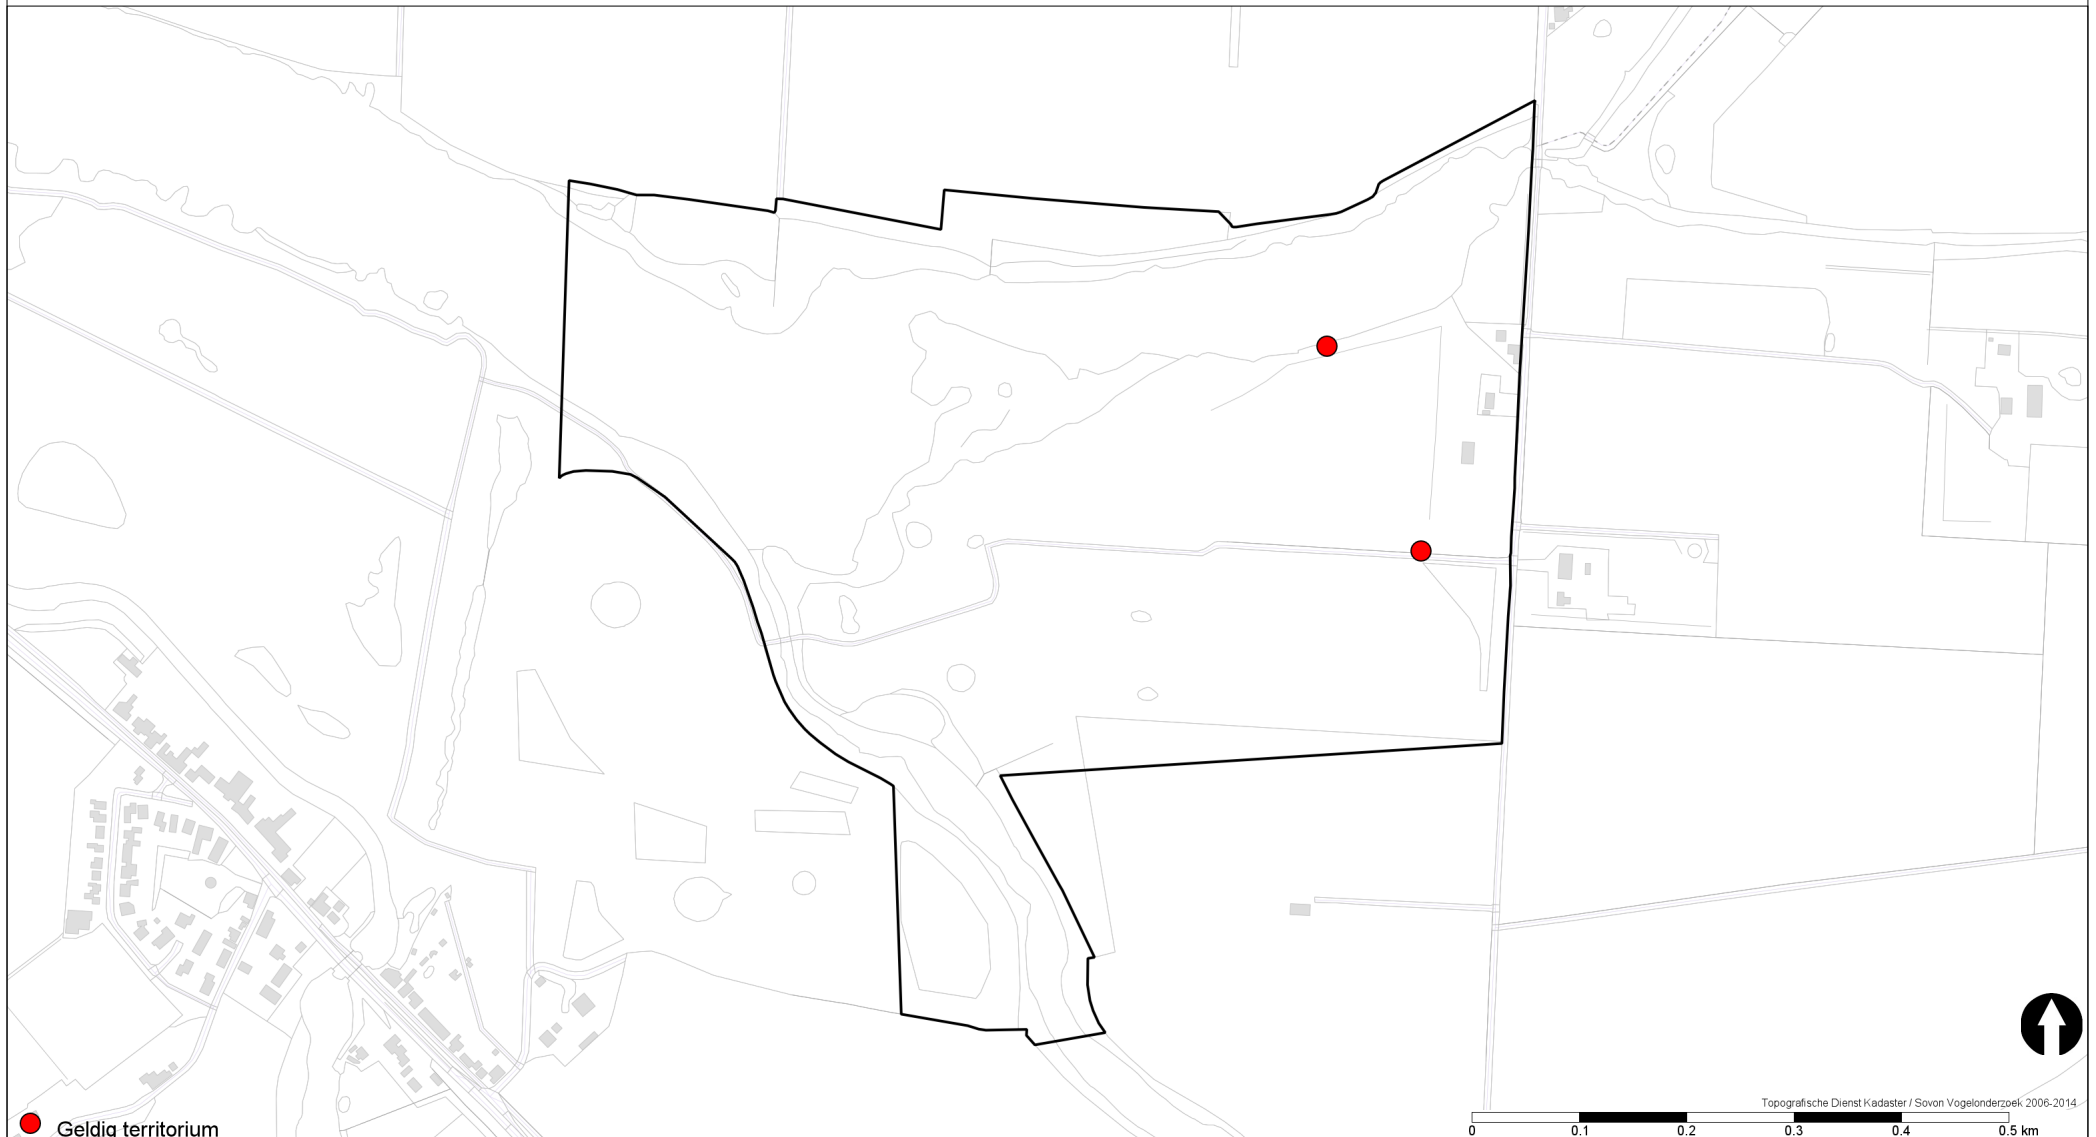 Topografische Dienst Kadaster / Sovon Vogelonderzoek 2006-2014
0 0.1 0.2 0.3 0.4 0.5 km
Geldig territorium